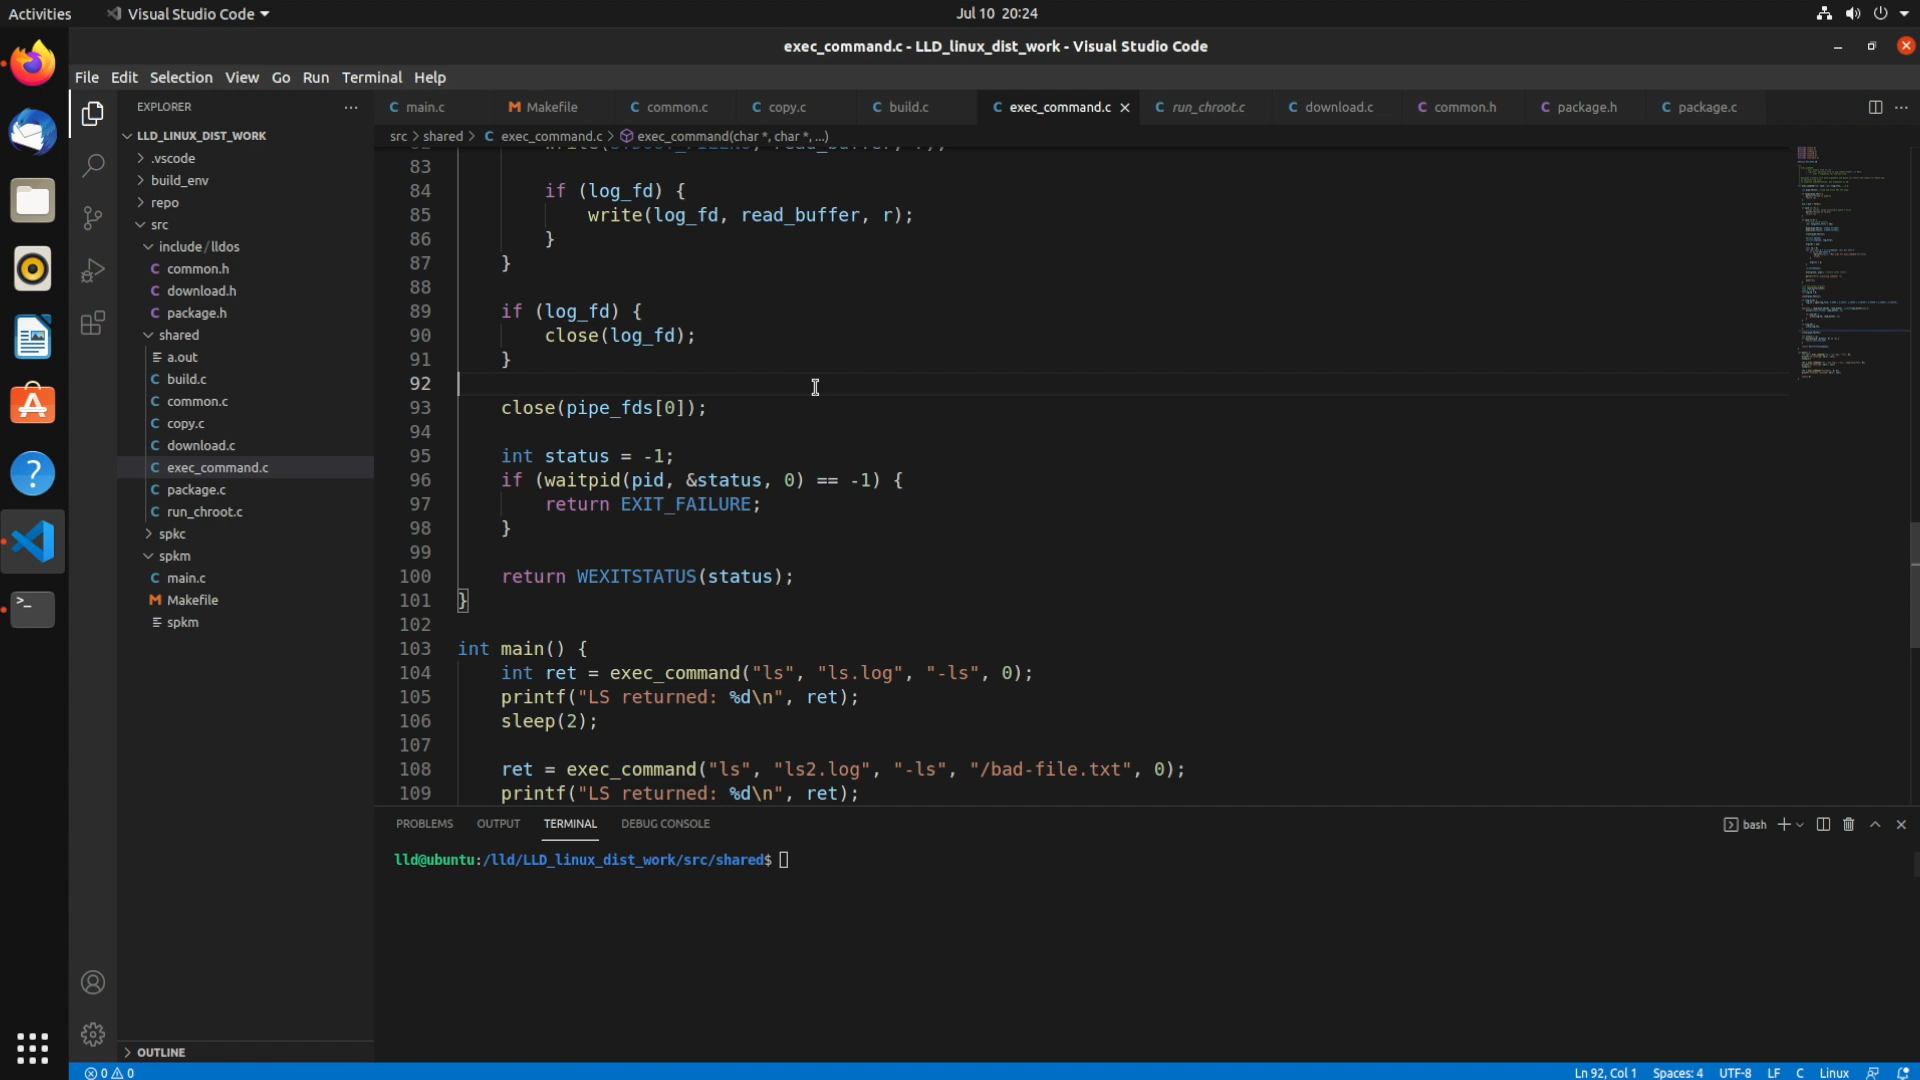 Activities
Visual Studio Code
Jul 10 20:24
exec_command.c - LLD_linux_dist_work - Visual Studio Code
File Edit Selection View Go Run Terminal Help
EXPLORER
LLD_LINUX_DIST_WORK
.vscode
build_env
repo
src
include / lldos
common.h
download.h
package.h
shared
a.out
build.c
common.c
copy.c
download.c
exec_command.c
package.c
run_chroot.c
spkc
spkm
main.c
Makefile
spkm
OUTLINE
main.c Makefile common.c copy.c build.c exec_command.c run_chroot.c download.c common.h package.h package.c
src > shared > C exec_command.c > exec_command(char *, char *, ...)
83
84 if (log_fd) {
85 write(log_fd, read_buffer, r);
86 }
87 }
88
89 if (log_fd) {
90 close(log_fd);
91 }
92
93 close(pipe_fds[0]);
94
95 int status = -1;
96 if (waitpid(pid, &status, 0) == -1) {
97 return EXIT_FAILURE;
98 }
99
100 return WEXITSTATUS(status);
101 }
102
103 int main() {
104 int ret = exec_command("ls", "ls.log", "-ls", 0);
105 printf("LS returned: %d\n", ret);
106 sleep(2);
107
108 ret = exec_command("ls", "ls2.log", "-ls", "/bad-file.txt", 0);
109 printf("LS returned: %d\n", ret);
PROBLEMS OUTPUT TERMINAL DEBUG CONSOLE
bash
lld@ubuntu:/lld/LLD_linux_dist_work/src/shared$
0 0
Ln 92, Col 1 Spaces: 4 UTF-8 LF C Linux